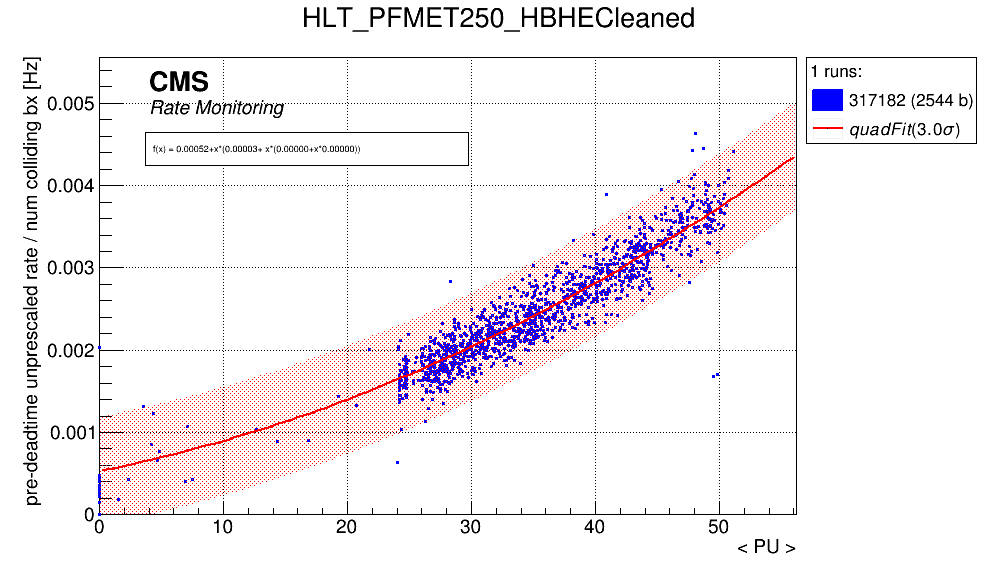 HLT_PFMET250_HBHECleaned
pre-deadtime unprescaled rate / num colliding bx [Hz]
CMS
Rate Monitoring
f(x) = 0.00052+x*(0.00003+ x*(0.00000+x*0.00000))
1 runs:
317182 (2544 b)
quadFit(3.0σ)
0.005
0.004
0.003
0.002
0.001
0
0 10 20 30 40 50
< PU >